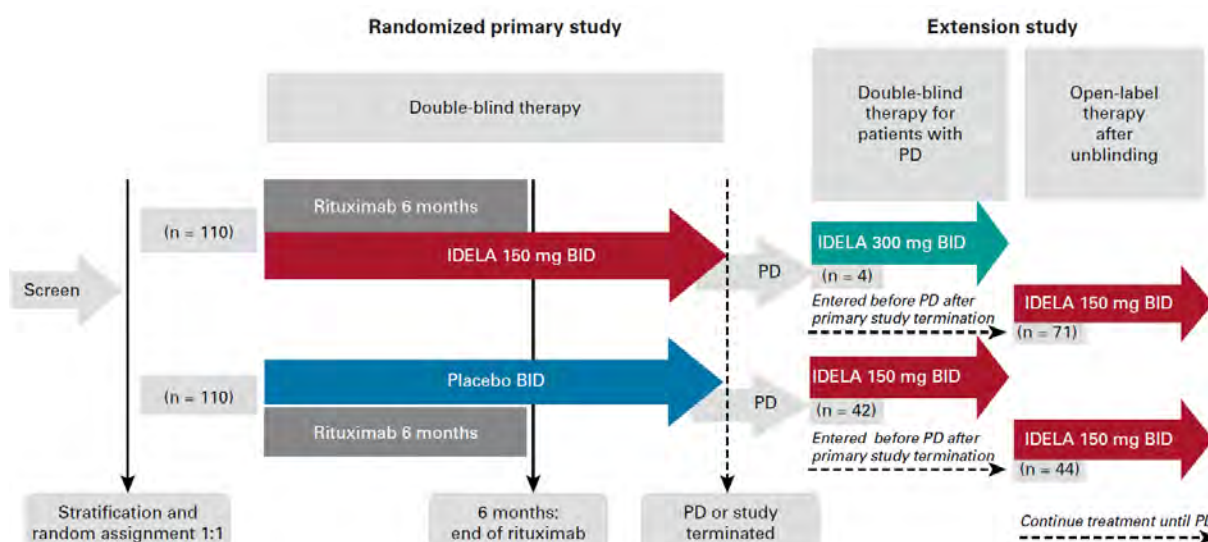 Randomized primary study
Extension study
Double-blind therapy
Double-blind
therapy for
patients with
PD
Open-label
therapy
after
unblinding
Screen
(n = 110)
Rituximab 6 months
IDELA 150 mg BID
PD
IDELA 300 mg BID
(n = 4)
Entered before PD after
primary study termination
IDELA 150 mg BID
(n = 71)
(n = 110)
Placebo BID
Rituximab 6 months
PD
IDELA 150 mg BID
(n = 42)
Entered before PD after
primary study termination
IDELA 150 mg BID
(n = 44)
Stratification and
random assignment 1:1
6 months:
end of rituximab
PD or study
terminated
Continue treatment until PD